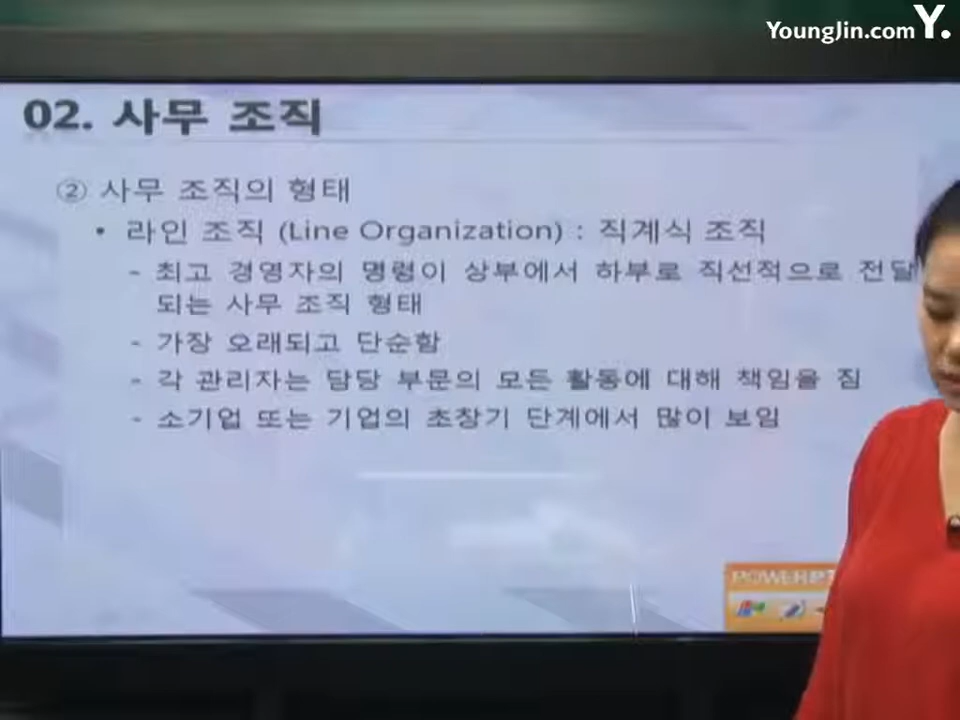 YoungJin.com Y.
02. 사무 조직
② 사무 조직의 형태
• 라인 조직 (Line Organization) : 직계식 조직
- 최고 경영자의 명령이 상부에서 하부로 직선적으로 전달
되는 사무 조직 형태
- 가장 오래되고 단순함
- 각 관리자는 담당 부문의 모든 활동에 대해 책임을 짐
- 소기업 또는 기업의 초창기 단계에서 많이 보임